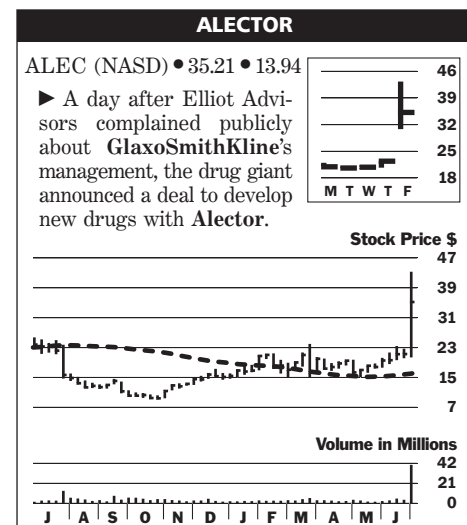 ALECTOR
ALEC (NASD) ● 35.21 ● 13.94
► A day after Elliot Advi-
sors complained publicly
about GlaxoSmithKline's
management, the drug giant
announced a deal to develop
new drugs with Alector.
46
39
32
25
18
M T W T F
Stock Price $
47
39
31
23
15
7
Volume in Millions
42
21
0
J A S O N D J F M A M J